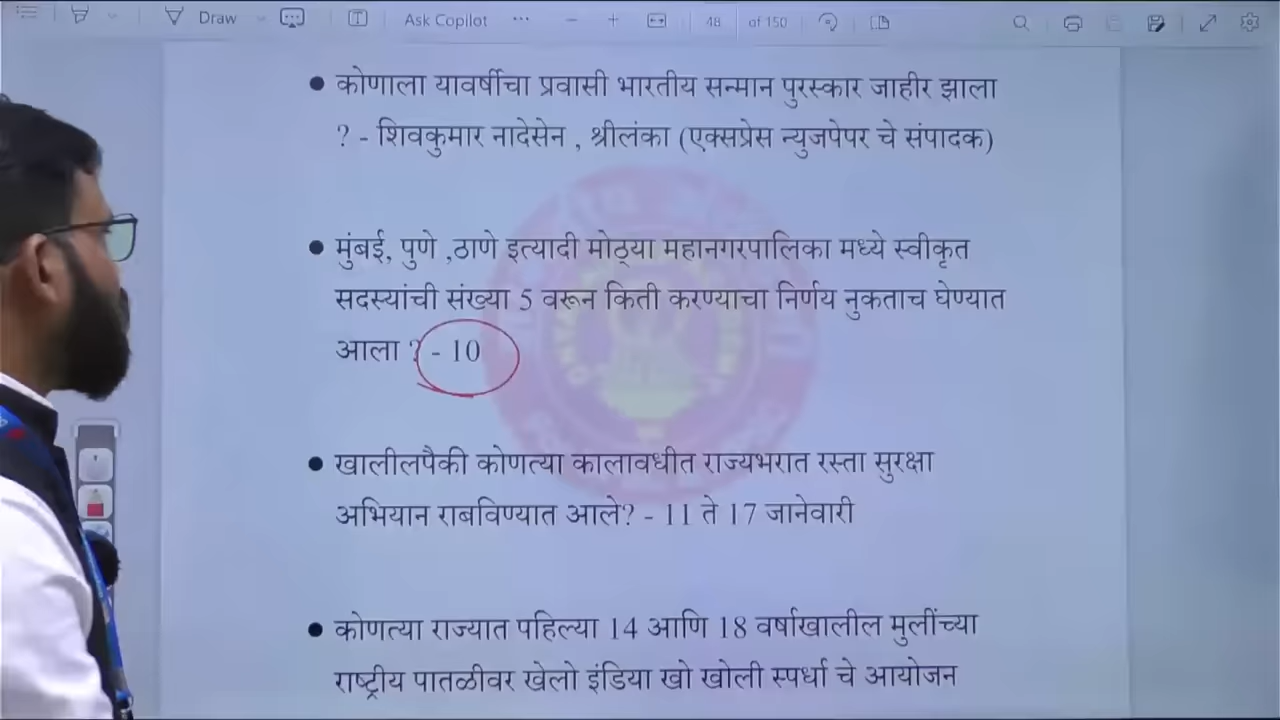 Draw
Ask Copilot
48 of 150
• कोणाला यावर्षीचा प्रवासी भारतीय सन्मान पुरस्कार जाहीर झाला
? - शिवकुमार नादेसेन , श्रीलंका (एक्सप्रेस न्युजपेपर चे संपादक)
• मुंबई, पुणे ,ठाणे इत्यादी मोठ्या महानगरपालिका मध्ये स्वीकृत
सदस्यांची संख्या 5 वरून किती करण्याचा निर्णय नुकताच घेण्यात
आला ? - 10
• खालीलपैकी कोणत्या कालावधीत राज्यभरात रस्ता सुरक्षा
अभियान राबविण्यात आले? - 11 ते 17 जानेवारी
• कोणत्या राज्यात पहिल्या 14 आणि 18 वर्षाखालील मुलींच्या
राष्ट्रीय पातळीवर खेलो इंडिया खो खोली स्पर्धा चे आयोजन